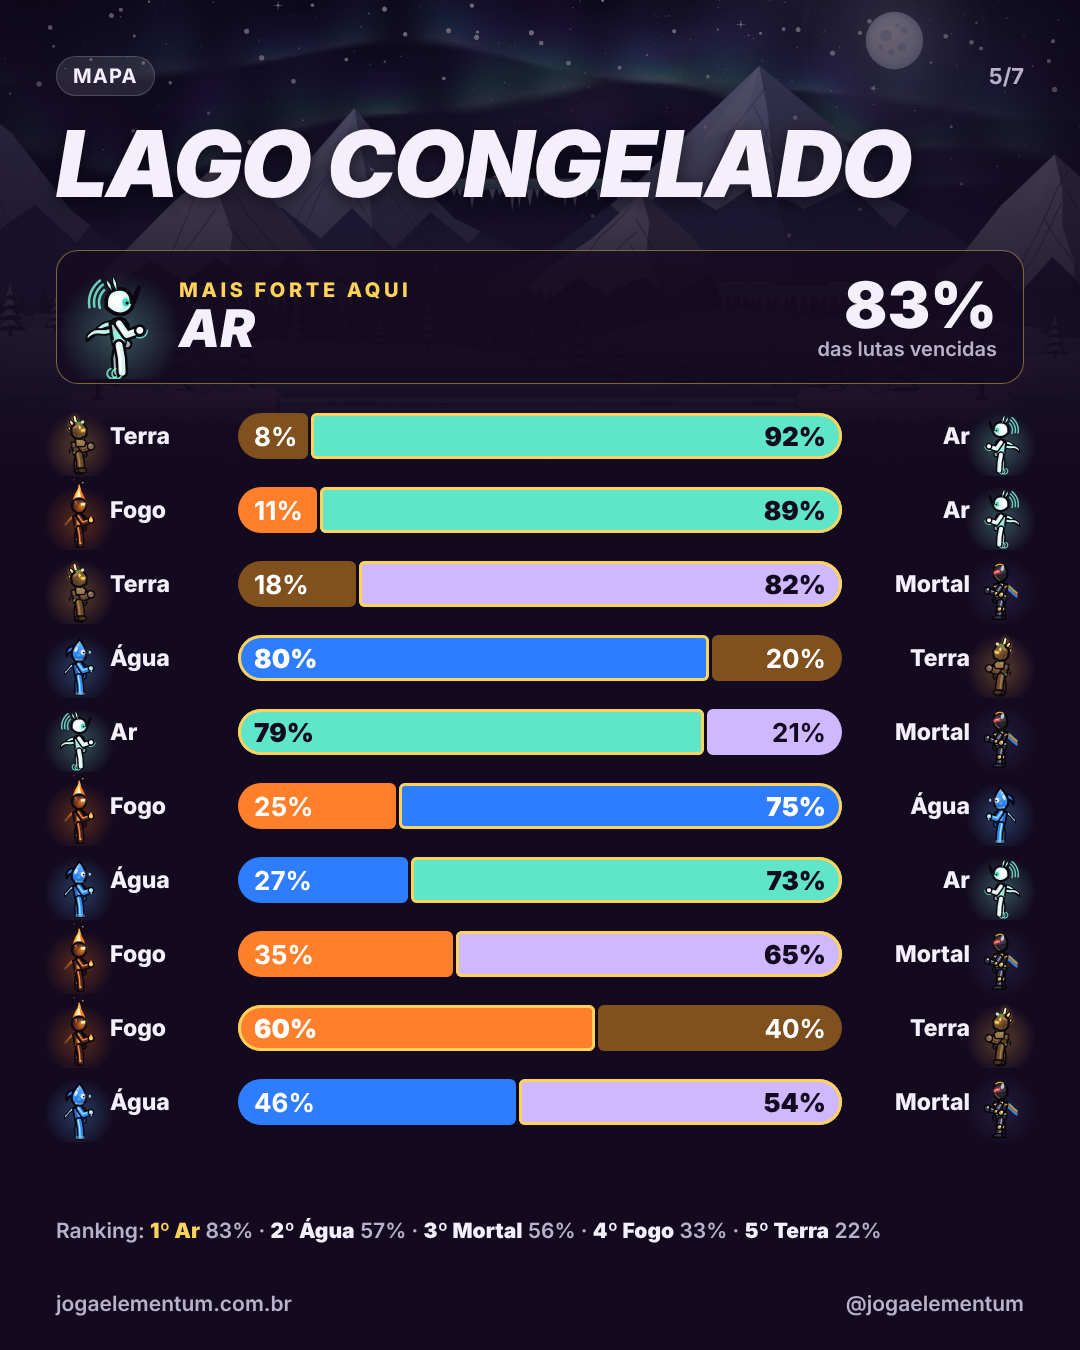 MAPA
5/7
LAGO CONGELADO
MAIS FORTE AQUI
AR
83%
das lutas vencidas
Terra 8% 92% Ar
Fogo 11% 89% Ar
Terra 18% 82% Mortal
Água 80% 20% Terra
Ar 79% 21% Mortal
Fogo 25% 75% Água
Água 27% 73% Ar
Fogo 35% 65% Mortal
Fogo 60% 40% Terra
Água 46% 54% Mortal
Ranking: 1º Ar 83% · 2º Água 57% · 3º Mortal 56% · 4º Fogo 33% · 5º Terra 22%
jogaelementum.com.br
@jogaelementum